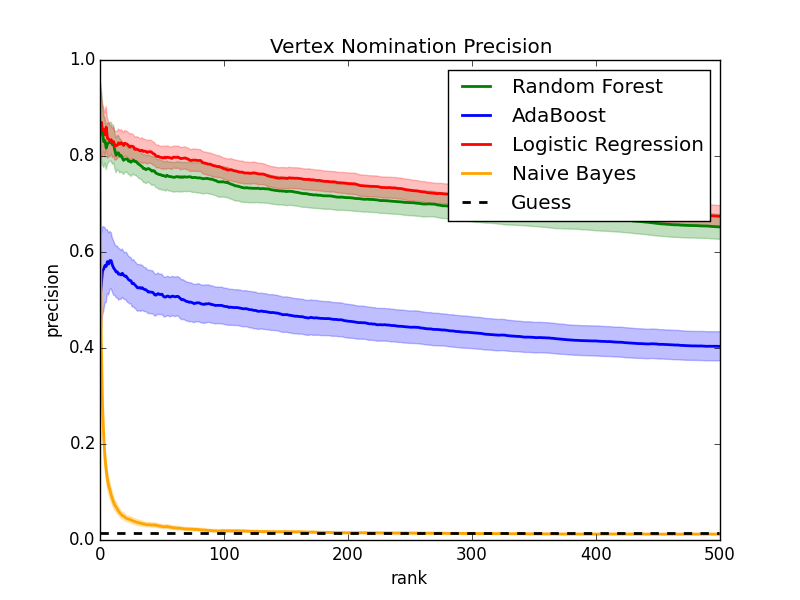 Vertex Nomination Precision
1.0
0.8
0.6
0.4
0.2
0.0
precision
Random Forest
AdaBoost
Logistic Regression
Naive Bayes
Guess
0 100 200 300 400 500
rank